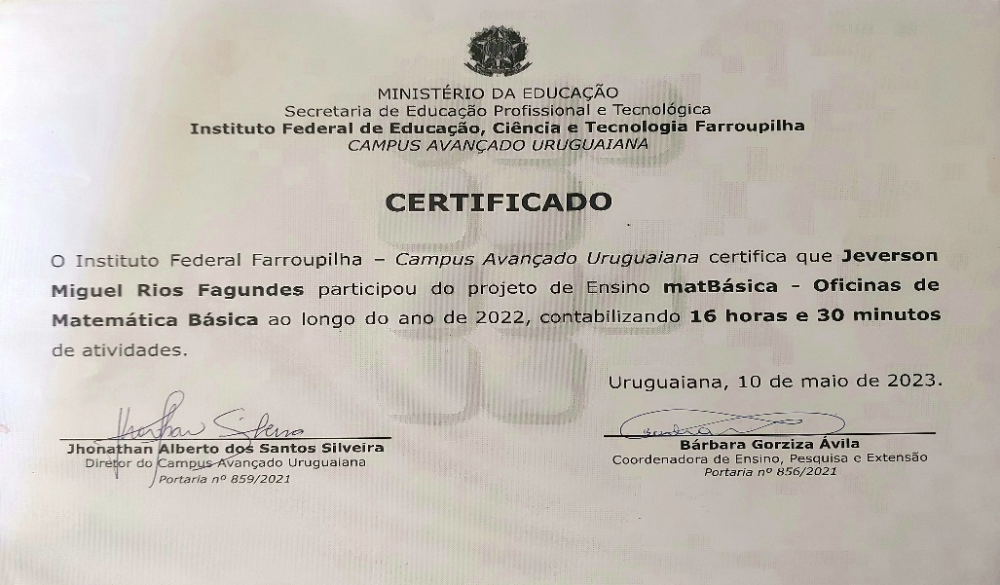 MINISTÉRIO DA EDUCAÇÃO
Secretaria de Educação Profissional e Tecnológica
Instituto Federal de Educação, Ciência e Tecnologia Farroupilha
CAMPUS AVANÇADO URUGUAIANA
CERTIFICADO
O Instituto Federal Farroupilha – Campus Avançado Uruguaiana certifica que Jeverson
Miguel Rios Fagundes participou do projeto de Ensino matBásica - Oficinas de
Matemática Básica ao longo do ano de 2022, contabilizando 16 horas e 30 minutos
de atividades.
Uruguaiana, 10 de maio de 2023.
Jhonathan Silveira
Jhonathan Alberto dos Santos Silveira
Diretor do Campus Avançado Uruguaiana
Portaria nº 859/2021
Bárbara Gorziza Ávila
Coordenadora de Ensino, Pesquisa e Extensão
Portaria nº 856/2021